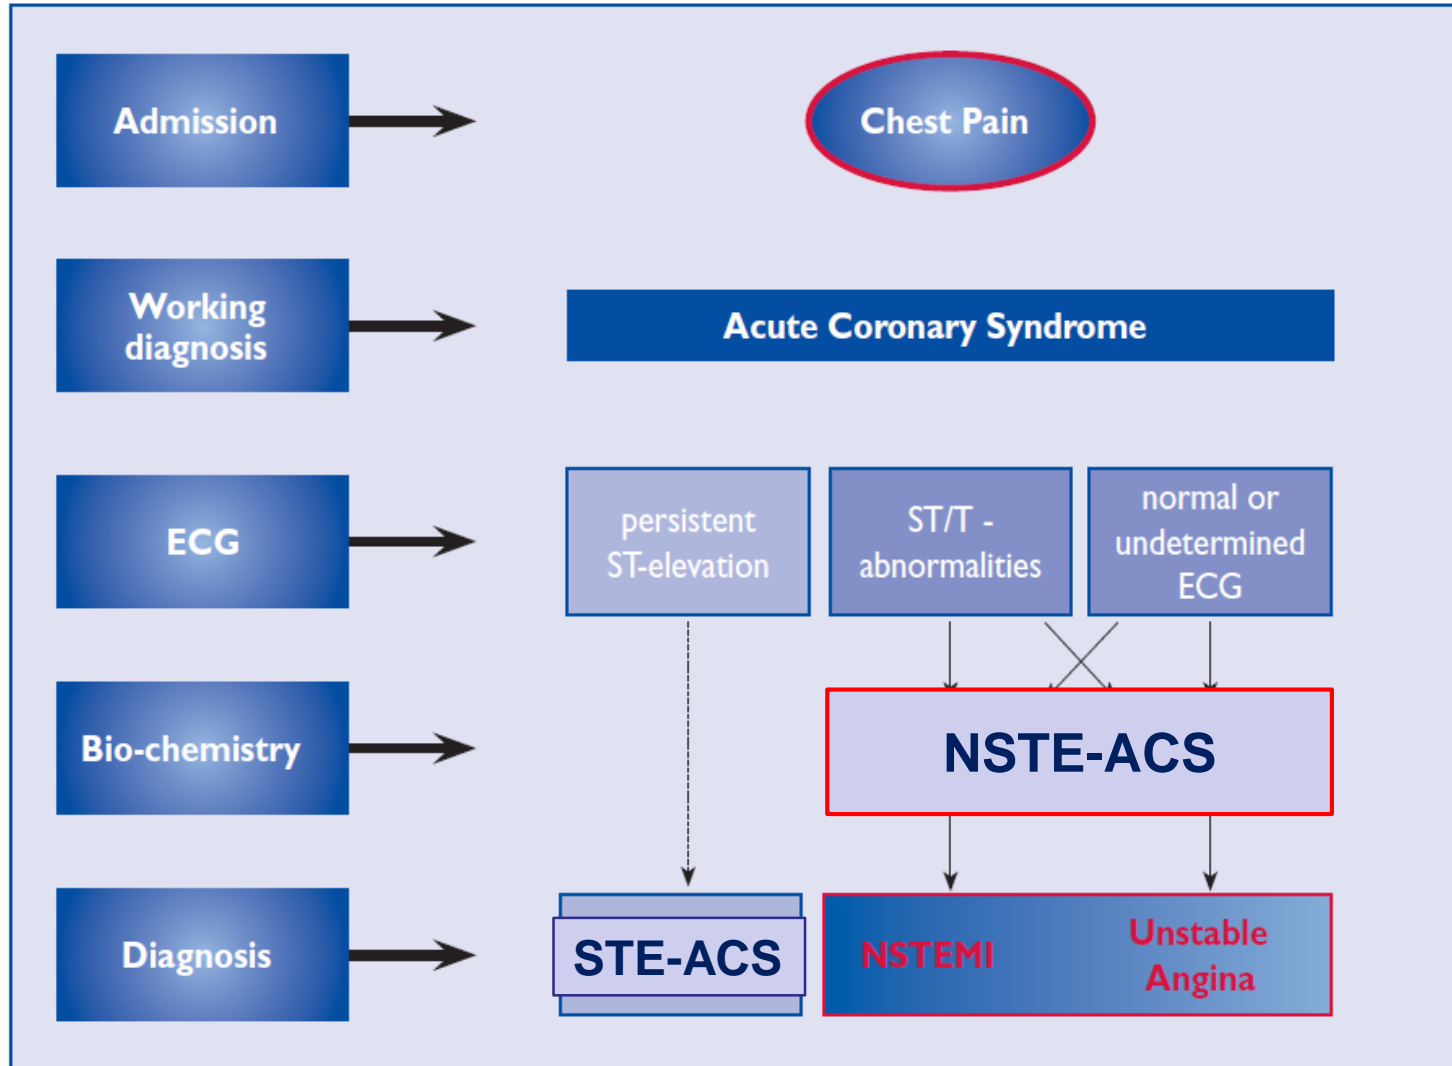 Admission
Chest Pain
Working
diagnosis
Acute Coronary Syndrome
ECG
persistent
ST-elevation
ST/T -
abnormalities
normal or
undetermined
ECG
Bio-chemistry
NSTE-ACS
Diagnosis
STE-ACS
NSTEMI
Unstable
Angina